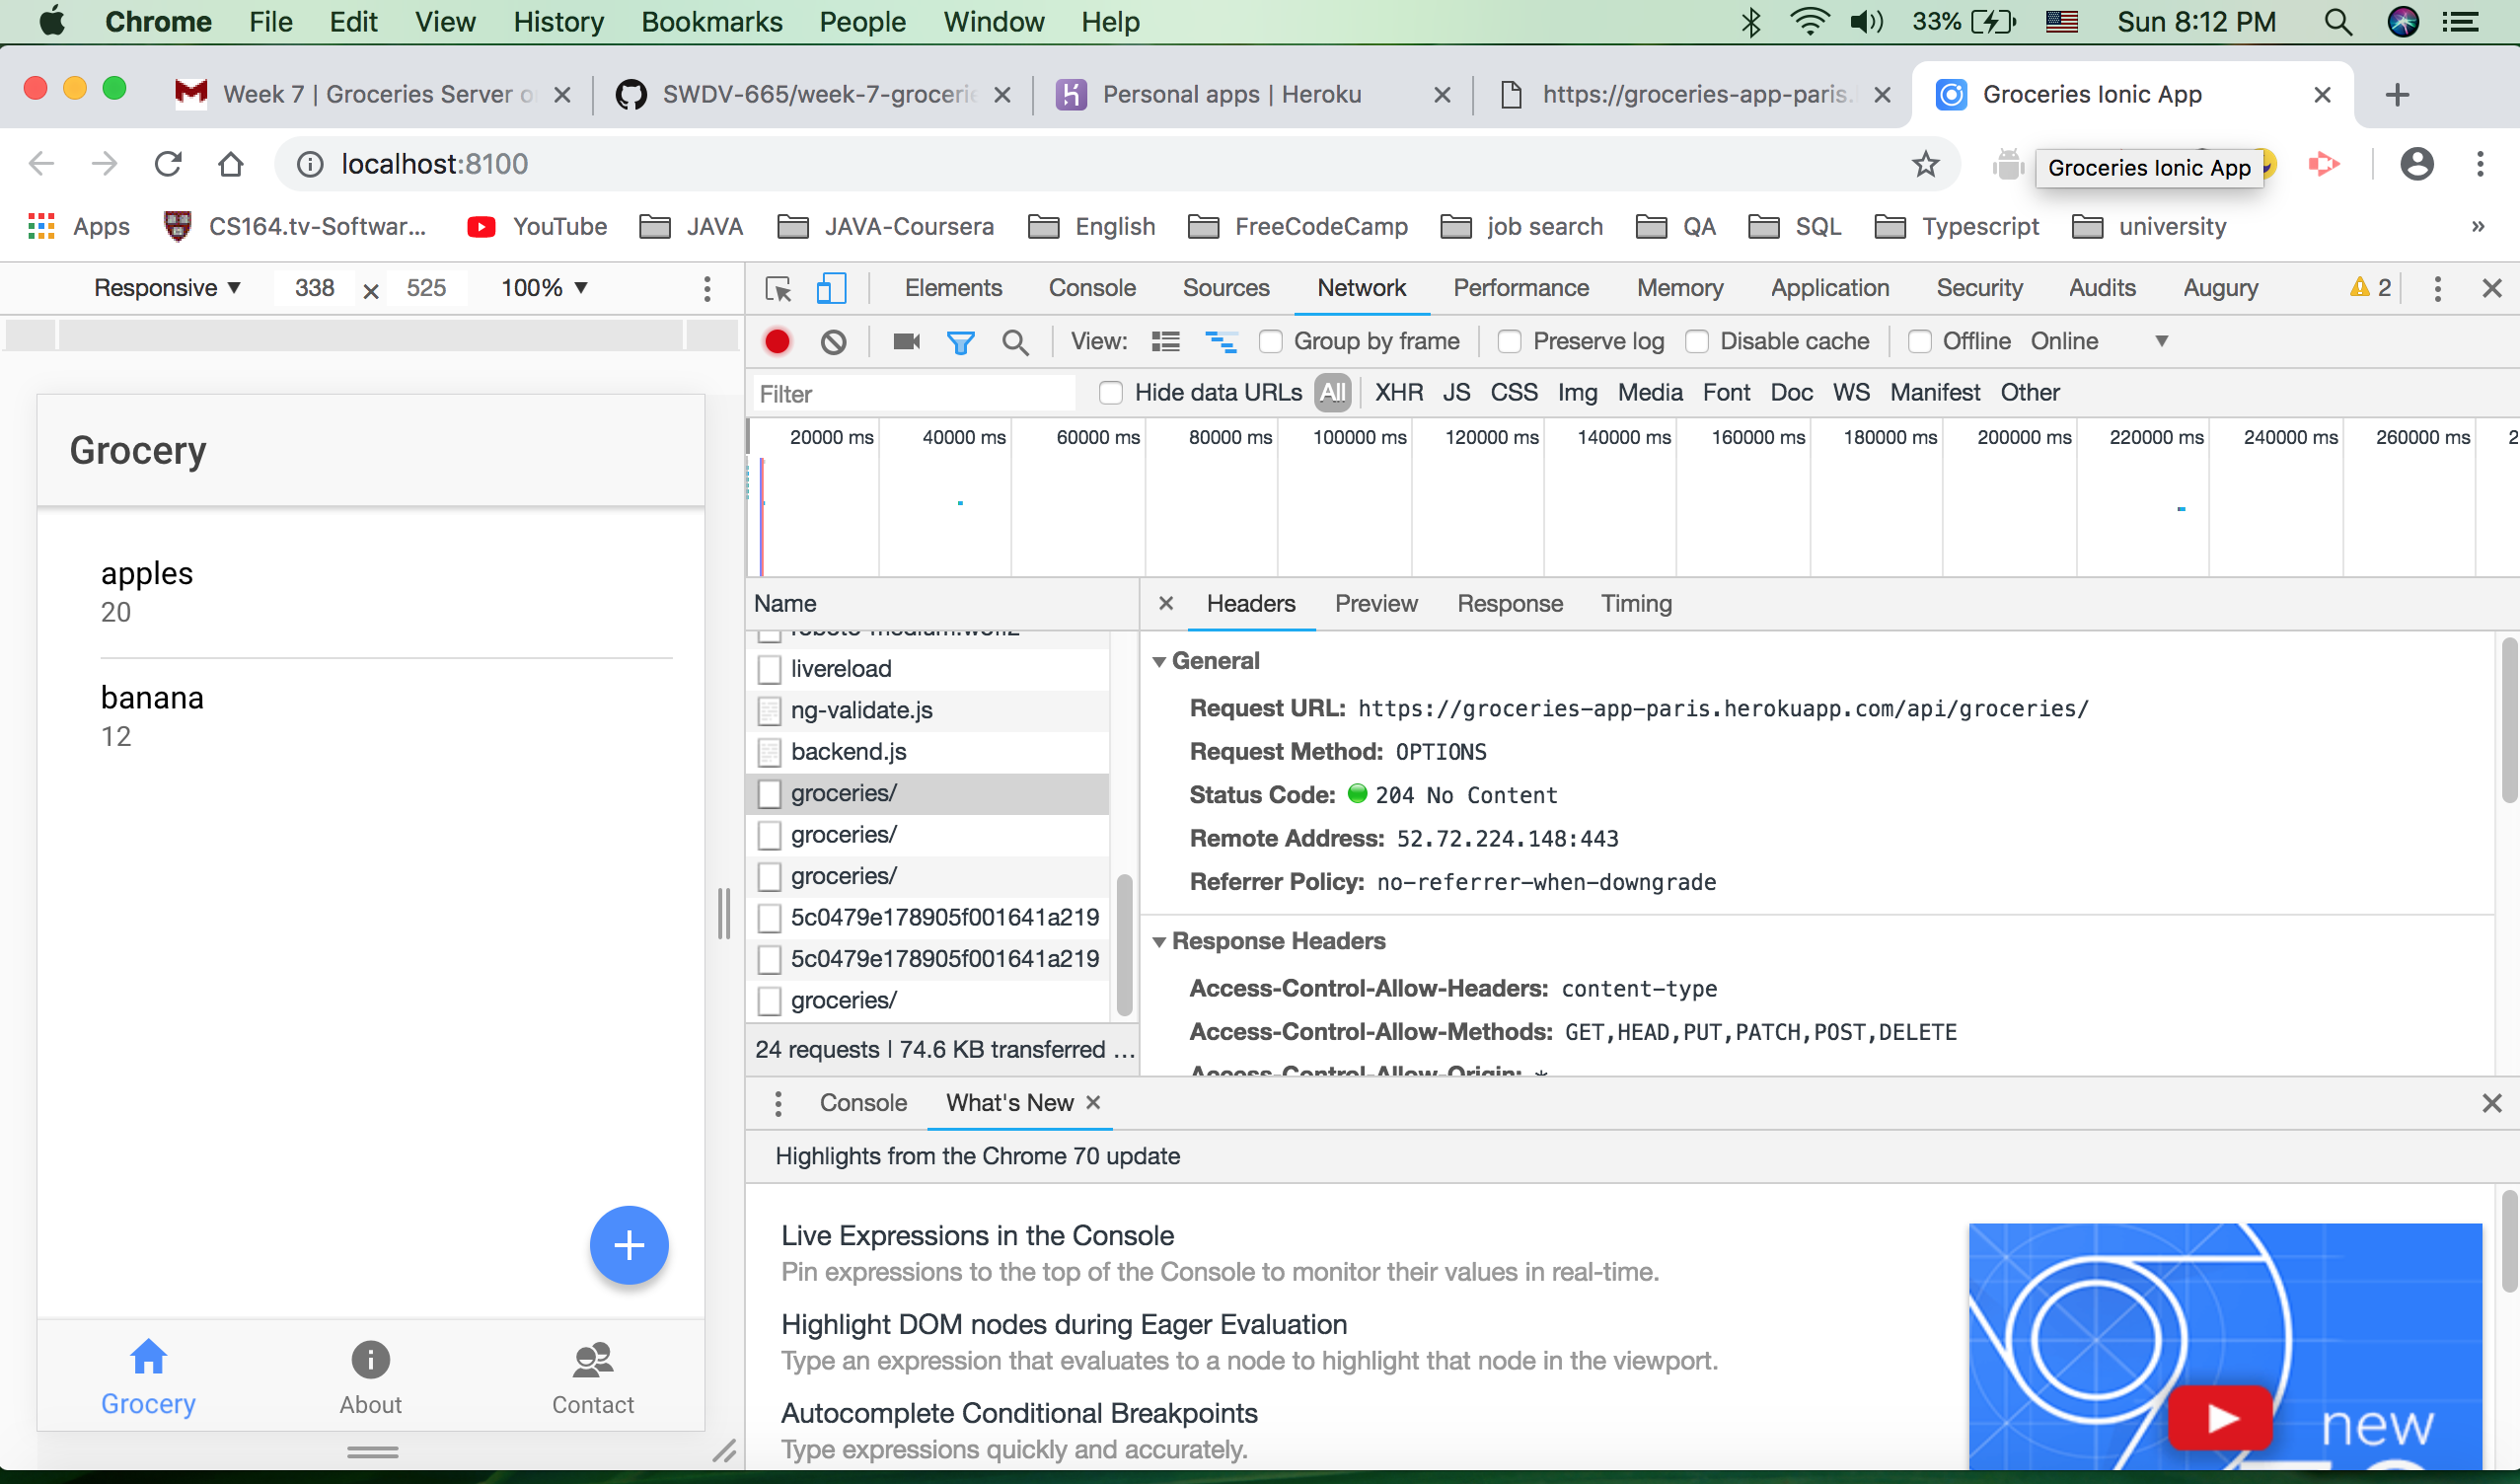 Chrome File Edit View History Bookmarks People Window Help 33% Sun 8:12 PM
Week 7 | Groceries Server o SWDV-665/week-7-grocerie Personal apps | Heroku https://groceries-app-paris. Groceries Ionic App
localhost:8100 Groceries Ionic App
Apps CS164.tv-Softwar... YouTube JAVA JAVA-Coursera English FreeCodeCamp job search QA SQL Typescript university »
Responsive ▼ 338 × 525 100% ▼
Elements Console Sources Network Performance Memory Application Security Audits Augury 2
View: Group by frame Preserve log Disable cache Offline Online ▼
Filter Hide data URLs All XHR JS CSS Img Media Font Doc WS Manifest Other
20000 ms 40000 ms 60000 ms 80000 ms 100000 ms 120000 ms 140000 ms 160000 ms 180000 ms 200000 ms 220000 ms 240000 ms 260000 ms 2
Grocery
apples
20
banana
12
Grocery About Contact
Name
roboto-medium.woff2
livereload
ng-validate.js
backend.js
groceries/
groceries/
groceries/
5c0479e178905f001641a219
5c0479e178905f001641a219
groceries/
24 requests | 74.6 KB transferred ...
Headers Preview Response Timing
General
Request URL: https://groceries-app-paris.herokuapp.com/api/groceries/
Request Method: OPTIONS
Status Code: 204 No Content
Remote Address: 52.72.224.148:443
Referrer Policy: no-referrer-when-downgrade
Response Headers
Access-Control-Allow-Headers: content-type
Access-Control-Allow-Methods: GET,HEAD,PUT,PATCH,POST,DELETE
Access-Control-Allow-Origin: *
Console What's New
Highlights from the Chrome 70 update
Live Expressions in the Console
Pin expressions to the top of the Console to monitor their values in real-time.
Highlight DOM nodes during Eager Evaluation
Type an expression that evaluates to a node to highlight that node in the viewport.
Autocomplete Conditional Breakpoints
Type expressions quickly and accurately.
new